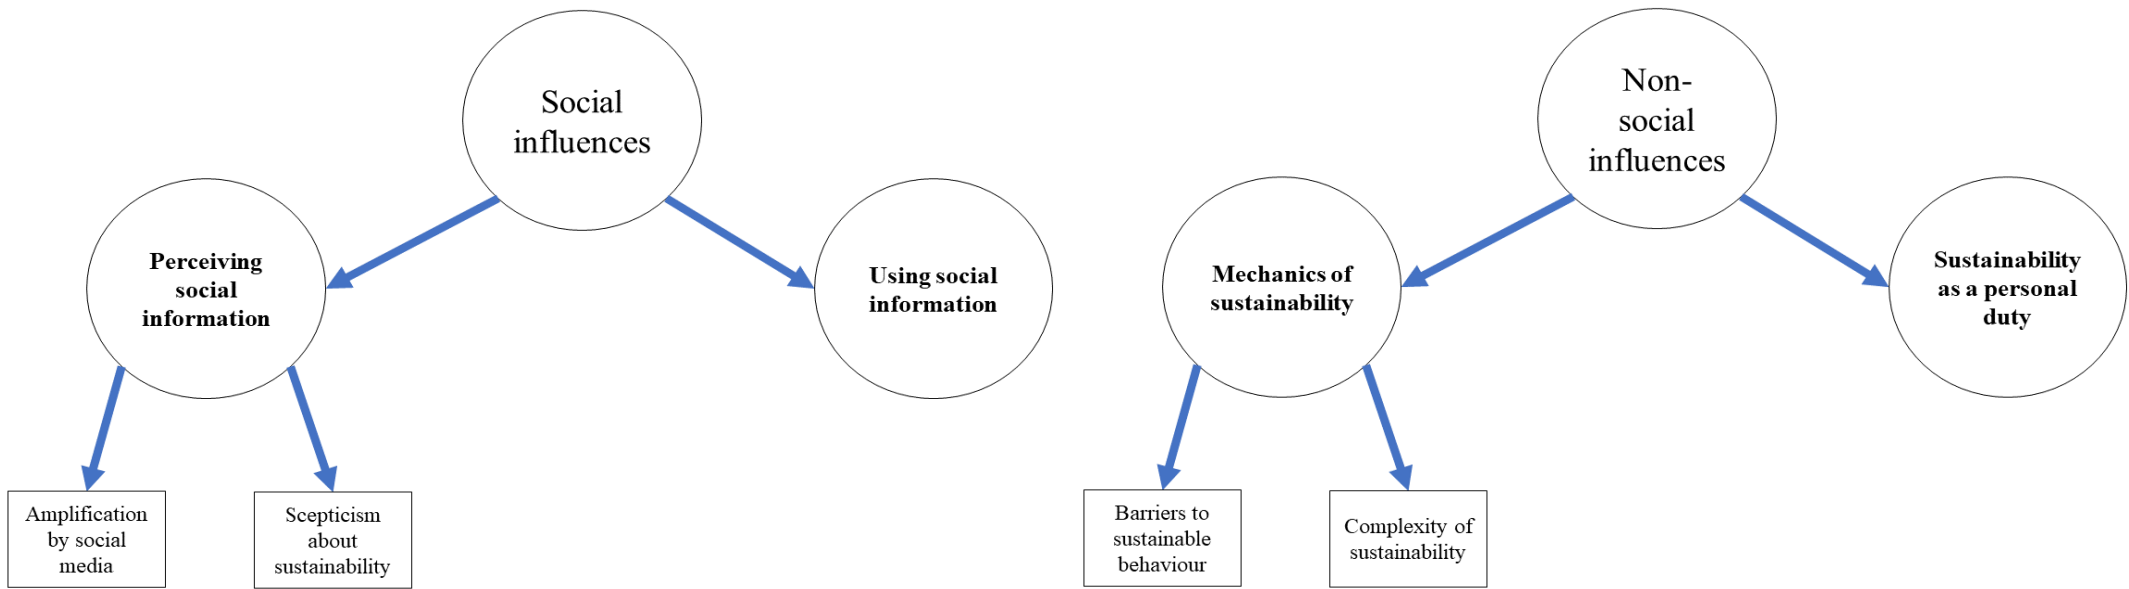 Social
influences
Perceiving
social
information
Using social
information
Amplification
by social
media
Scepticism
about
sustainability
Non-
social
influences
Mechanics of
sustainability
Sustainability
as a personal
duty
Barriers to
sustainable
behaviour
Complexity of
sustainability